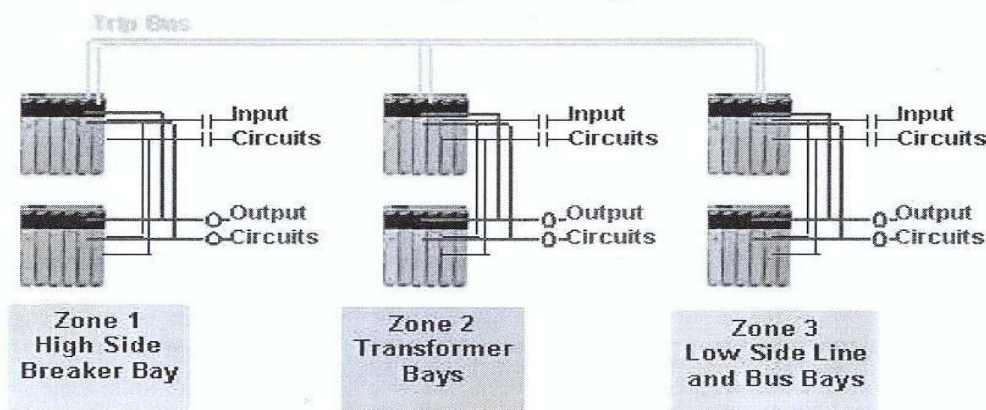 Trip Bus
Input
Circuits
Output
Circuits
Zone 1
High Side
Breaker Bay
Input
Circuits
Output
Circuits
Zone 2
Transformer
Bays
Input
Circuits
Output
Circuits
Zone 3
Low Side Line
and Bus Bays